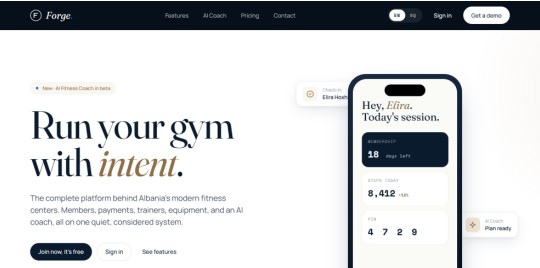 F Forge.
Features AI Coach Pricing Contact
EN SQ
Sign in
Get a demo
New · AI Fitness Coach in beta
Run your gym
with intent.
The complete platform behind Albania's modern fitness
centers. Members, payments, trainers, equipment, and an AI
coach, all on one quiet, considered system.
Join now, it's free
Sign in
See features
Check-in
Elira Hoxh
Hey, Elira.
Today's session.
MEMBERSHIP
18 days left
STEPS TODAY
8,412
PIN
4 7 2 9
AI Coach
Plan ready